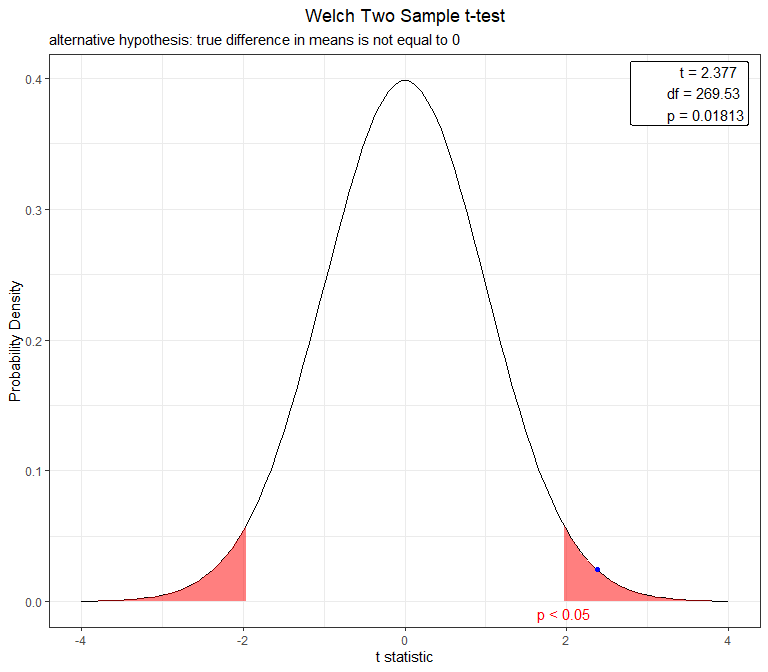 Welch Two Sample t-test
alternative hypothesis: true difference in means is not equal to 0
t = 2.377
df = 269.53
p = 0.01813
Probability Density
0.4
0.3
0.2
0.1
0.0
p < 0.05
-4
-2
0
2
4
t statistic